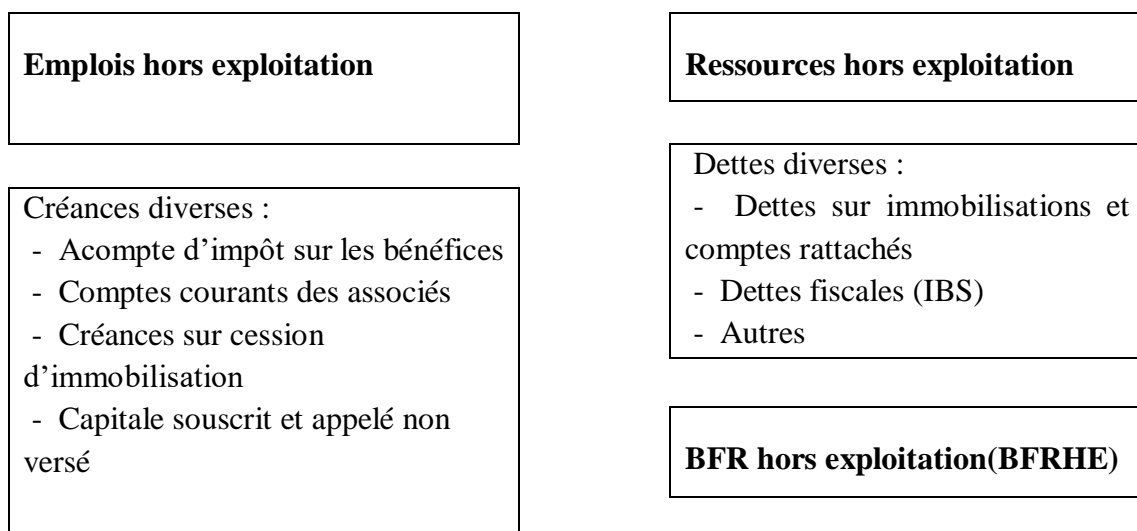 Emplois hors exploitation
Créances diverses :
- Acompte d’impôt sur les bénéfices
- Comptes courants des associés
- Créances sur cession
d’immobilisation
- Capitale souscrit et appelé non
versé
Ressources hors exploitation
Dettes diverses :
- Dettes sur immobilisations et
comptes rattachés
- Dettes fiscales (IBS)
- Autres
BFR hors exploitation(BFRHE)